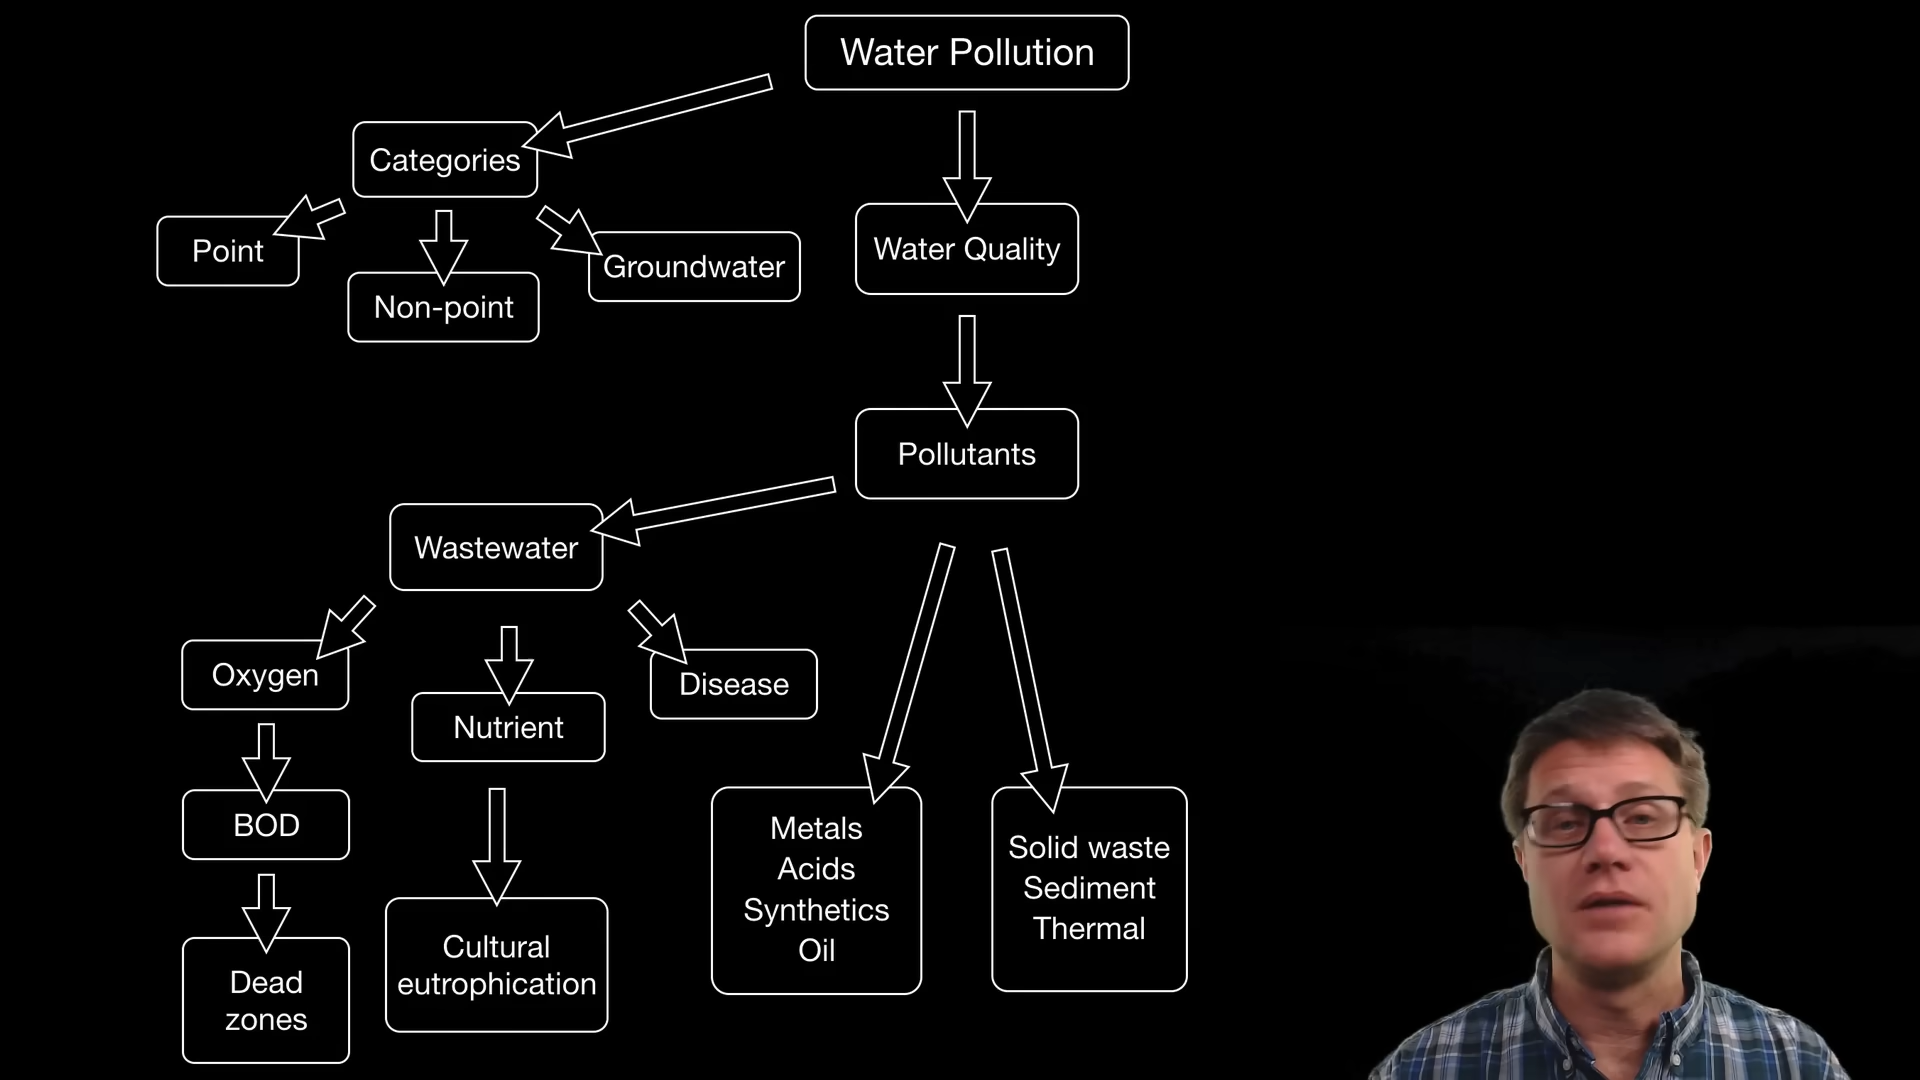 Water Pollution
Categories
Point
Non-point
Groundwater
Water Quality
Pollutants
Wastewater
Oxygen
Nutrient
Disease
BOD
Dead
zones
Cultural
eutrophication
Metals
Acids
Synthetics
Oil
Solid waste
Sediment
Thermal